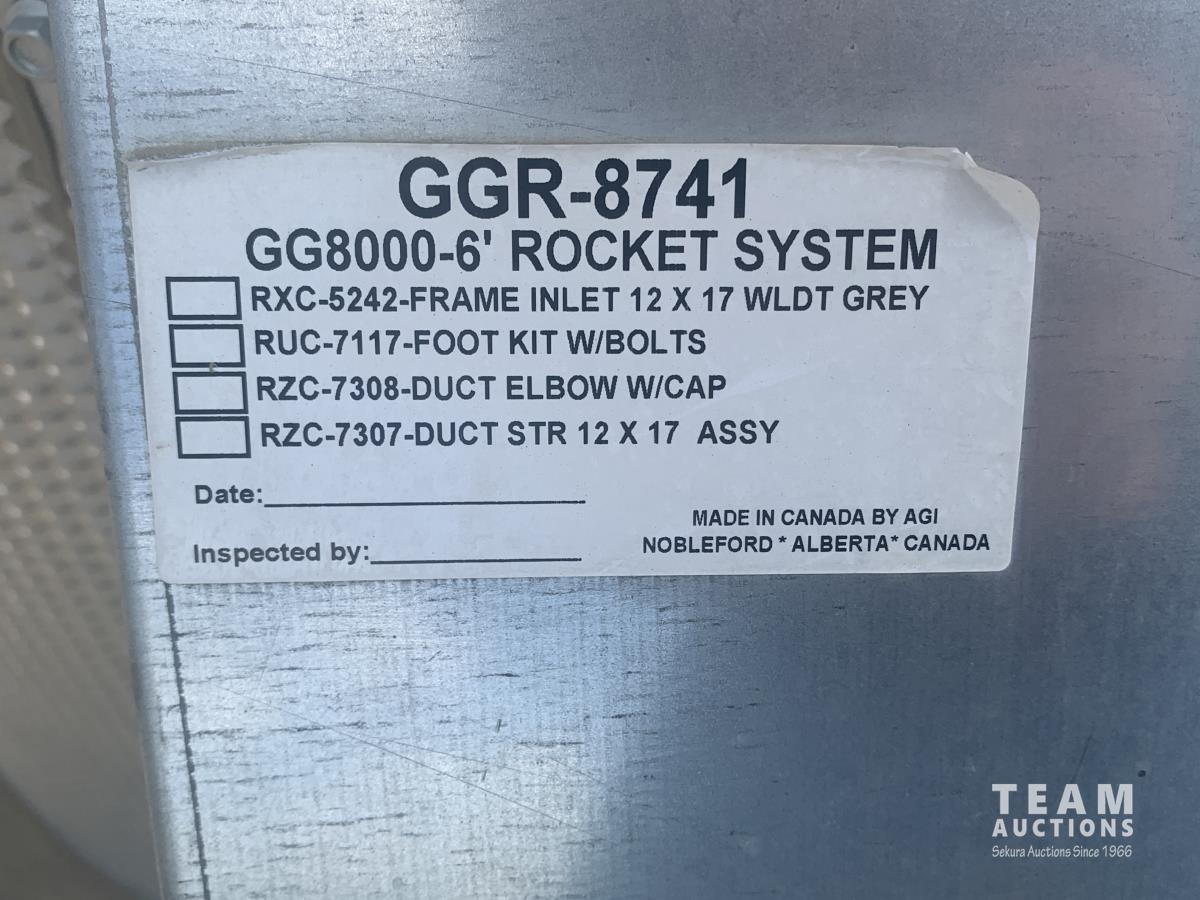 GGR-8741
GG8000-6' ROCKET SYSTEM
RXC-5242-FRAME INLET 12 X 17 WLDT GREY
RUC-7117-FOOT KIT W/BOLTS
RZC-7308-DUCT ELBOW W/CAP
RZC-7307-DUCT STR 12 X 17 ASSY
Date:
Inspected by:
MADE IN CANADA BY AGI
NOBLEFORD * ALBERTA* CANADA
TEAM
AUCTIONS
Sekura Auctions Since 1966